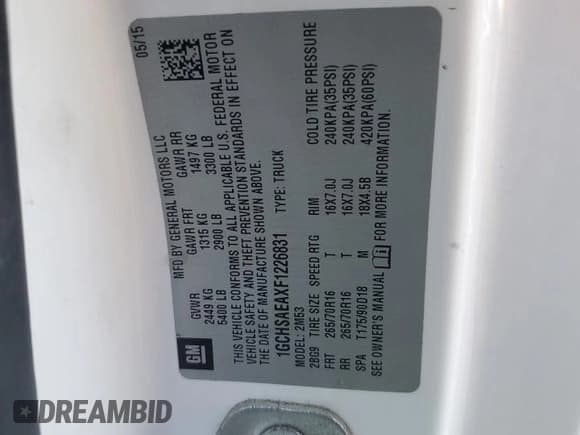 GM
MFD BY GENERAL MOTORS LLC
05/15
GVWR GAWR FRT GAWR RR
2449 KG 1315 KG 1497 KG
5400 LB 2900 LB 3300 LB
THIS VEHICLE CONFORMS TO ALL APPLICABLE U.S. FEDERAL MOTOR
VEHICLE SAFETY AND THEFT PREVENTION STANDARDS IN EFFECT ON
THE DATE OF MANUFACTURE SHOWN ABOVE.
1GCHSAEAXF1226831 TYPE: TRUCK
MODEL: 2M53
2BG9 TIRE SIZE SPEED RTG RIM COLD TIRE PRESSURE
FRT 265/70R16 T 16X7.0J 240KPA(35PSI)
RR 265/70R16 T 16X7.0J 240KPA(35PSI)
SPA T175/90D18 M 18X4.5B 420KPA(60PSI)
SEE OWNER'S MANUAL FOR MORE INFORMATION.
DREAMBID